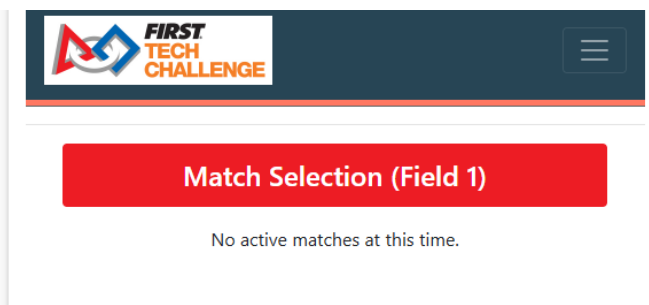 FIRST
TECH
CHALLENGE
Match Selection (Field 1)
No active matches at this time.